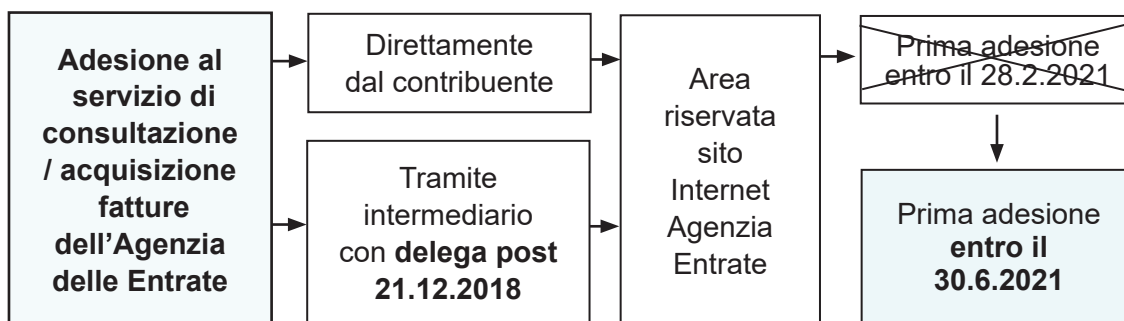 Adesione al
servizio di
consultazione
/ acquisizione
fatture
dell’Agenzia
delle Entrate
Direttamente
dal contribuente
Tramite
intermediario
con delega post
21.12.2018
Area
riservata
sito
Internet
Agenzia
Entrate
Prima adesione
entro il 28.2.2021
Prima adesione
entro il
30.6.2021